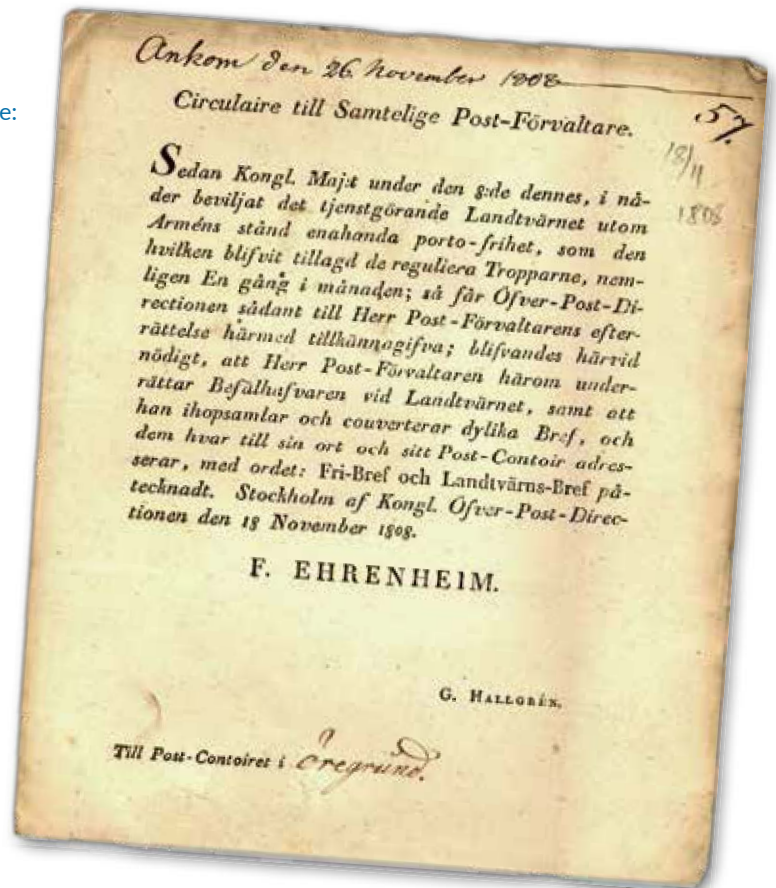 Ankom den 26 November 1808
e:
57.
Circulaire till Samtelige Post-Förvaltare.
18/11
1808
Sedan Kongl. Maj:t under den 8:de dennes, i nå-
der beviljat det tjenstgörande Landtvärnet utom
Arméns stånd enahanda porto-frihet, som den
hvilken blifvit tillagd de reguliera Tropparne, nem-
ligen En gång i månaden; så får Öfver-Post-Di-
rectionen sådant till Herr Post-Förvaltarens efter-
rättelse härmed tillkännagifva; blifvandes härvid
nödigt, att Herr Post-Förvaltaren härom under-
rättar Befälhafvaren vid Landtvärnet, samt att
han ihopsamlar och couverterar dylika Bref, och
dem hvar till sin ort och sitt Post-Contoir adres-
serar, med ordet: Fri-Bref och Landtvärns-Bref på-
tecknadt. Stockholm af Kongl. Öfver-Post-Direc-
tionen den 18 November 1808.
F. EHRENHEIM.
G. HALLGRÉN.
Till Post-Contoiret i Öregrund.